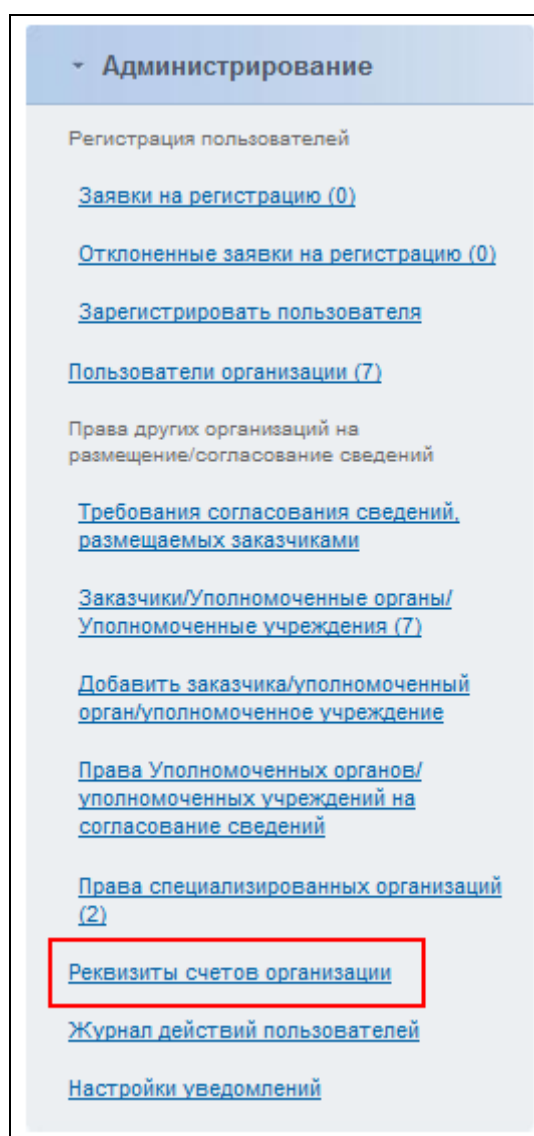 Администрирование
Регистрация пользователей
Заявки на регистрацию (0)
Отклоненные заявки на регистрацию (0)
Зарегистрировать пользователя
Пользователи организации (7)
Права других организаций на
размещение/согласование сведений
Требования согласования сведений,
размещаемых заказчиками
Заказчики/Уполномоченные органы/
Уполномоченные учреждения (7)
Добавить заказчика/уполномоченный
орган/уполномоченное учреждение
Права Уполномоченных органов/
уполномоченных учреждений на
согласование сведений
Права специализированных организаций
(2)
Реквизиты счетов организации
Журнал действий пользователей
Настройки уведомлений